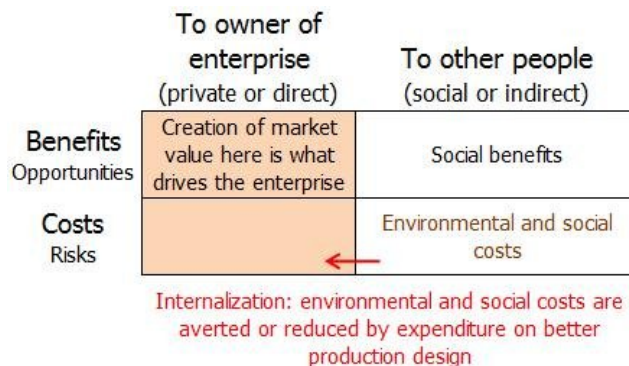 To owner of
enterprise
(private or direct)
To other people
(social or indirect)
Benefits
Opportunities
Creation of market
value here is what
drives the enterprise
Social benefits
Costs
Risks
Environmental and social
costs
Internalization: environmental and social costs are
averted or reduced by expenditure on better
production design